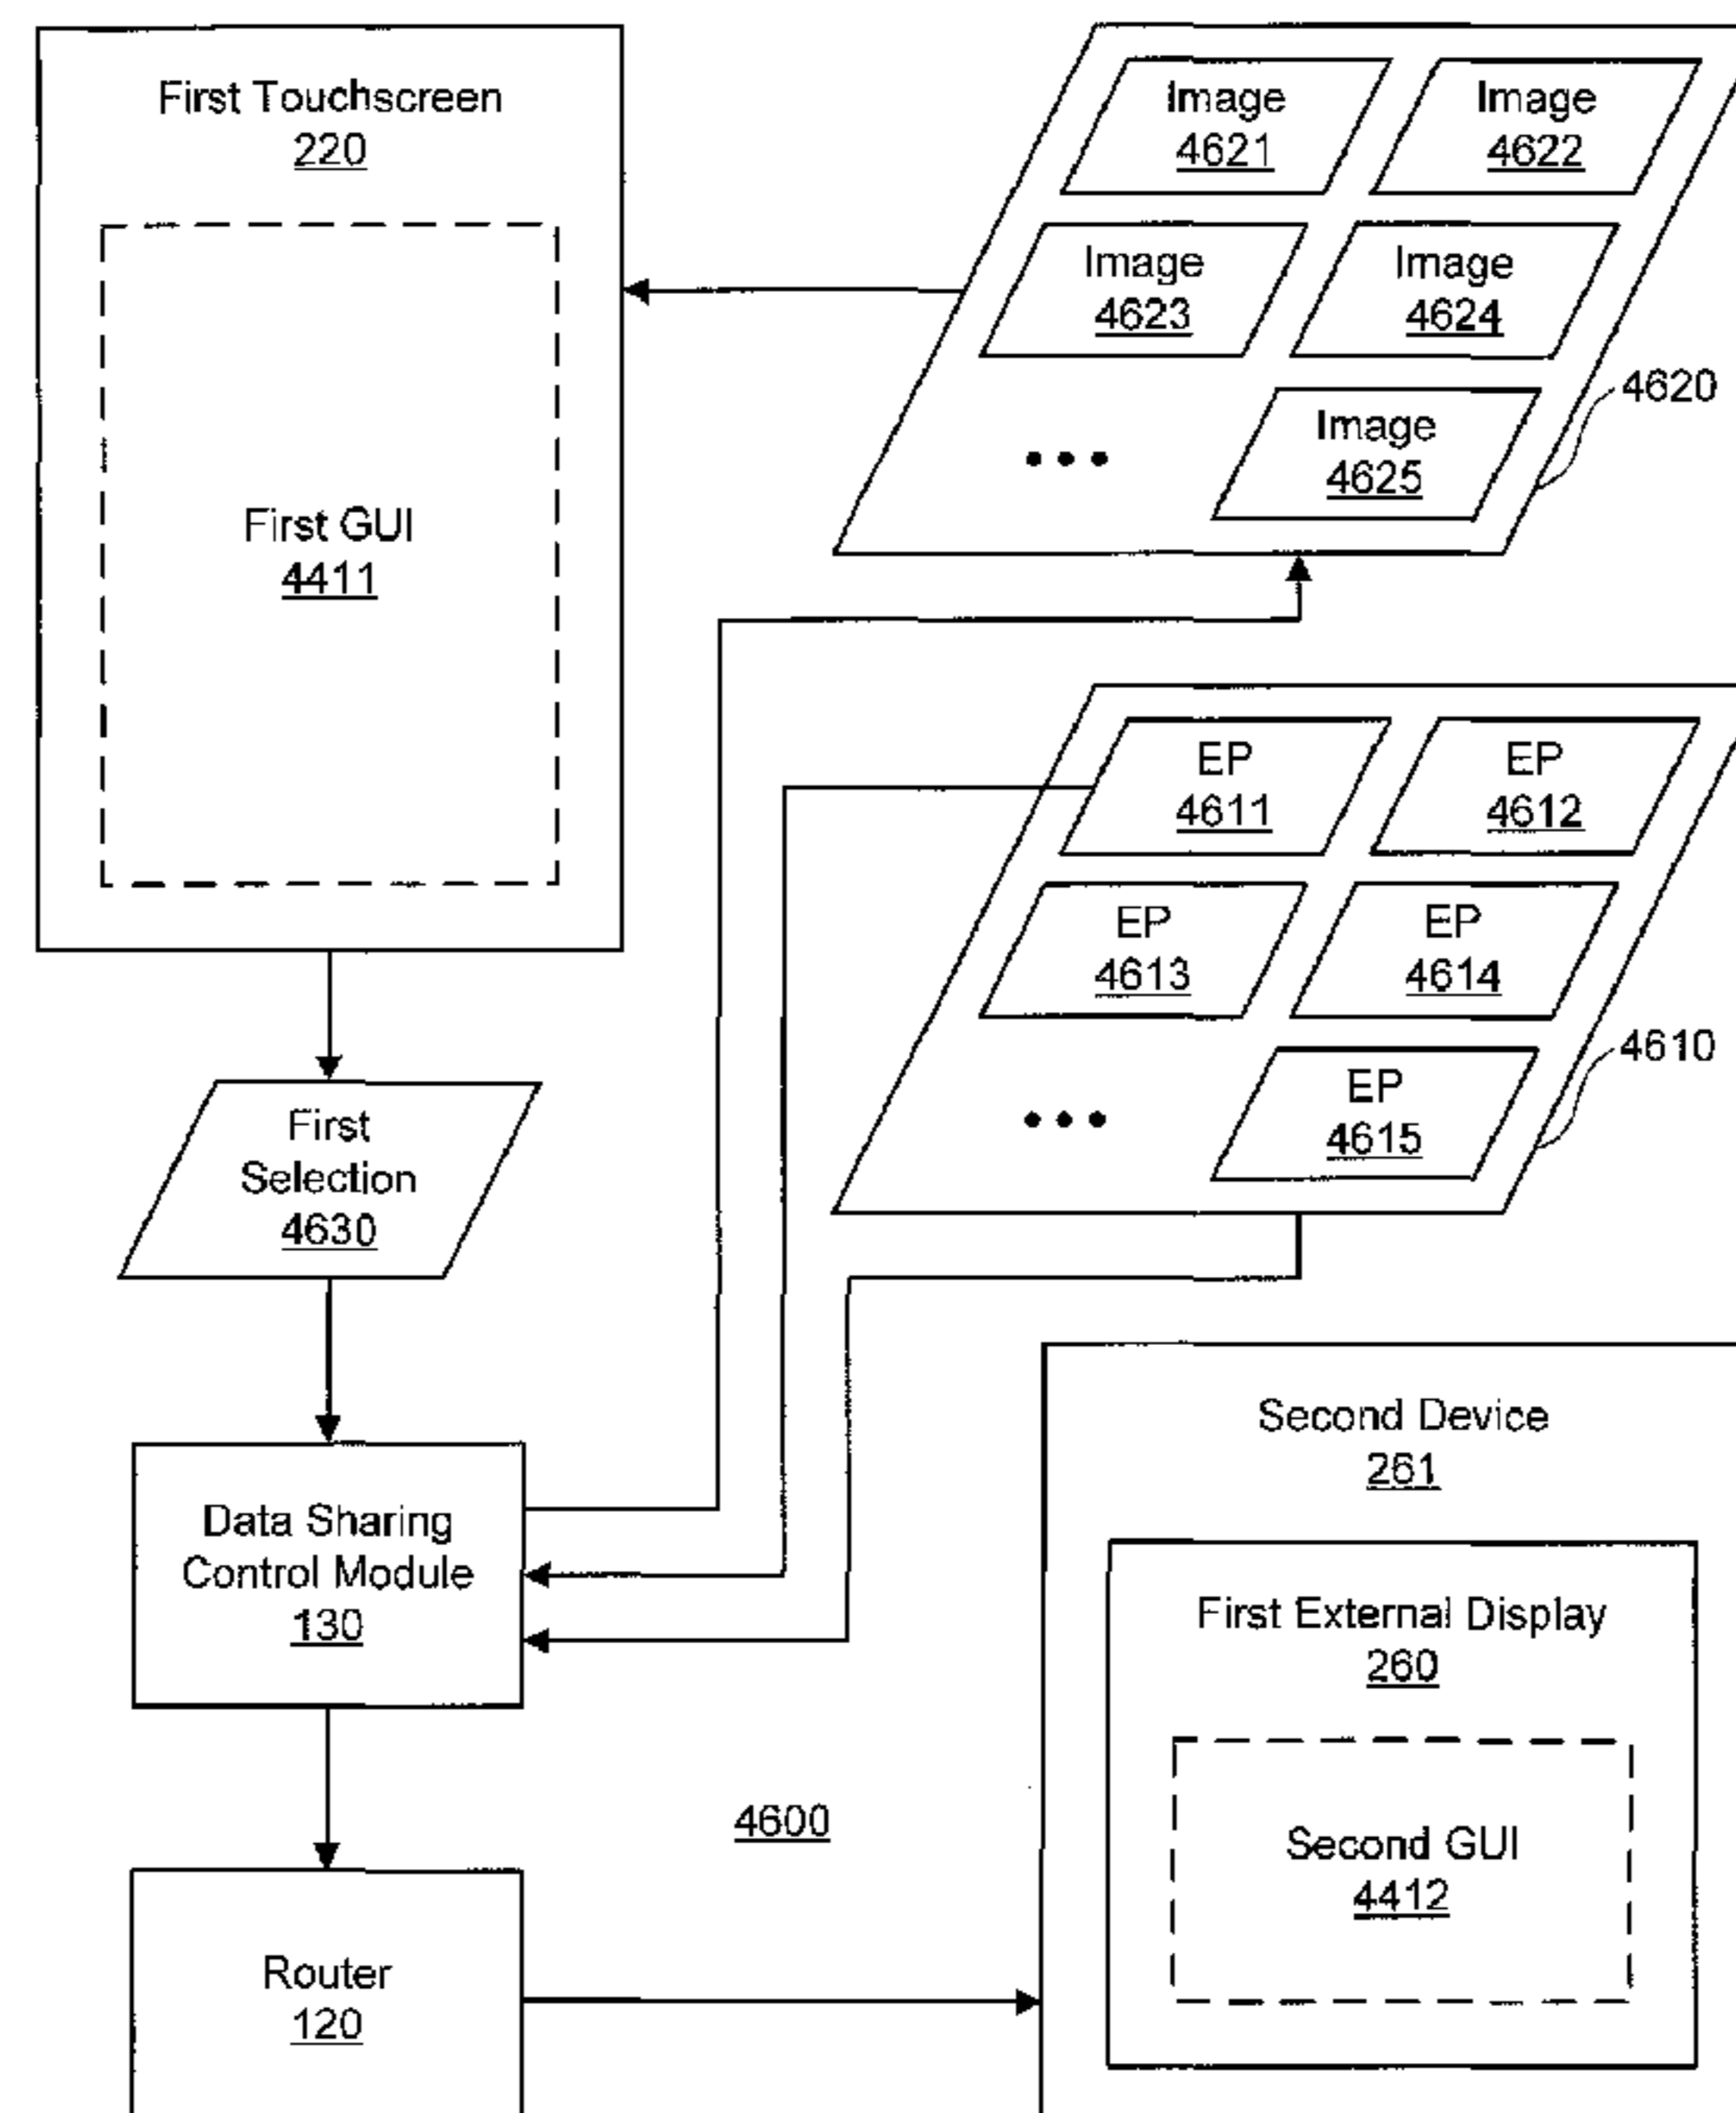 First Touchscreen
220
First GUI
4411
Image
4621
Image
4622
Image
4623
Image
4624
Image
4625
4620
EP
4611
EP
4612
EP
4613
EP
4614
EP
4615
4610
First
Selection
4630
Data Sharing
Control Module
130
Router
120
4600
Second Device
261
First External Display
260
Second GUI
4412